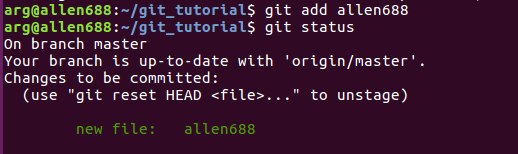 arg@allen688:~/git_tutorial$ git add allen688
arg@allen688:~/git_tutorial$ git status
On branch master
Your branch is up-to-date with 'origin/master'.
Changes to be committed:
  (use "git reset HEAD <file>..." to unstage)
        new file:   allen688